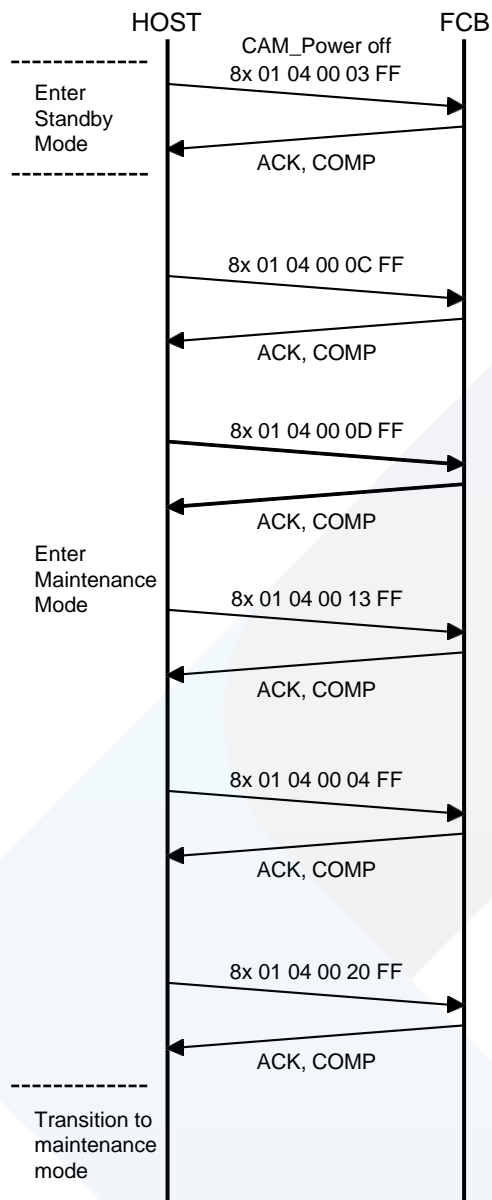 HOST FCB
CAM_Power off
8x 01 04 00 03 FF
Enter
Standby
Mode
ACK, COMP
8x 01 04 00 0C FF
ACK, COMP
8x 01 04 00 0D FF
ACK, COMP
Enter
Maintenance
Mode
8x 01 04 00 13 FF
ACK, COMP
8x 01 04 00 04 FF
ACK, COMP
8x 01 04 00 20 FF
ACK, COMP
Transition to
maintenance
mode